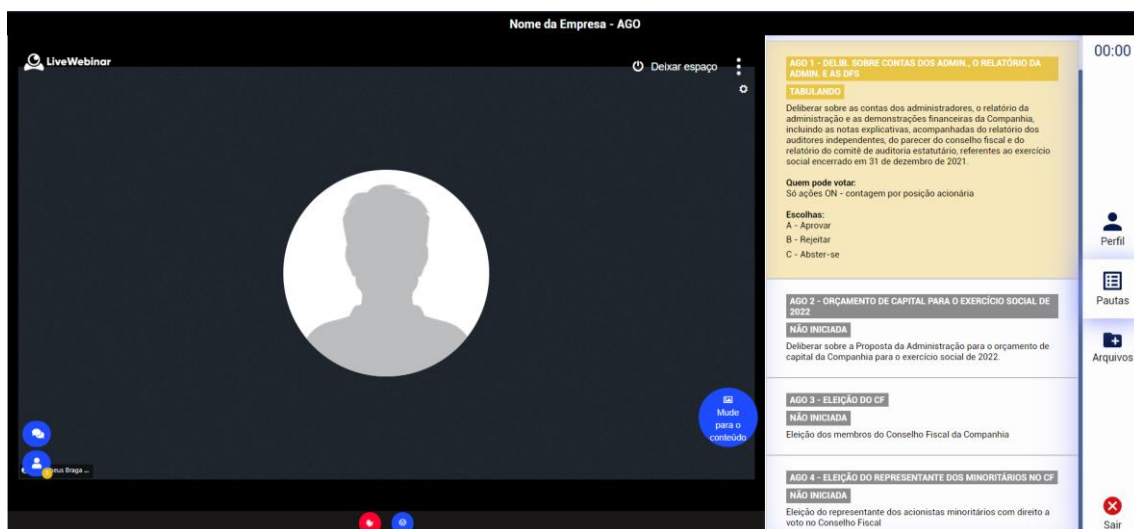 Nome da Empresa - AGO
LiveWebinar
Deixar espaço
Mude
para o
conteúdo
Braga ...
AGO 1 - DELIB. SOBRE CONTAS DOS ADMIN., O RELATÓRIO DA
ADMIN. E AS DFS
TABULANDO
Deliberar sobre as contas dos administradores, o relatório da
administração e as demonstrações financeiras da Companhia,
incluindo as notas explicativas, acompanhadas do relatório dos
auditores independentes, do parecer do conselho fiscal e do
relatório do comitê de auditoria estatutário, referentes ao exercício
social encerrado em 31 de dezembro de 2021.
Quem pode votar:
Só ações ON - contagem por posição acionária
Escolhas:
A - Aprovar
B - Rejeitar
C - Abster-se
AGO 2 - ORÇAMENTO DE CAPITAL PARA O EXERCÍCIO SOCIAL DE
2022
NÃO INICIADA
Deliberar sobre a Proposta da Administração para o orçamento de
capital da Companhia para o exercício social de 2022.
AGO 3 - ELEIÇÃO DO CF
NÃO INICIADA
Eleição dos membros do Conselho Fiscal da Companhia
AGO 4 - ELEIÇÃO DO REPRESENTANTE DOS MINORITÁRIOS NO CF
NÃO INICIADA
Eleição do representante dos acionistas minoritários com direito a
voto no Conselho Fiscal
00:00
Perfil
Pautas
Arquivos
Sair